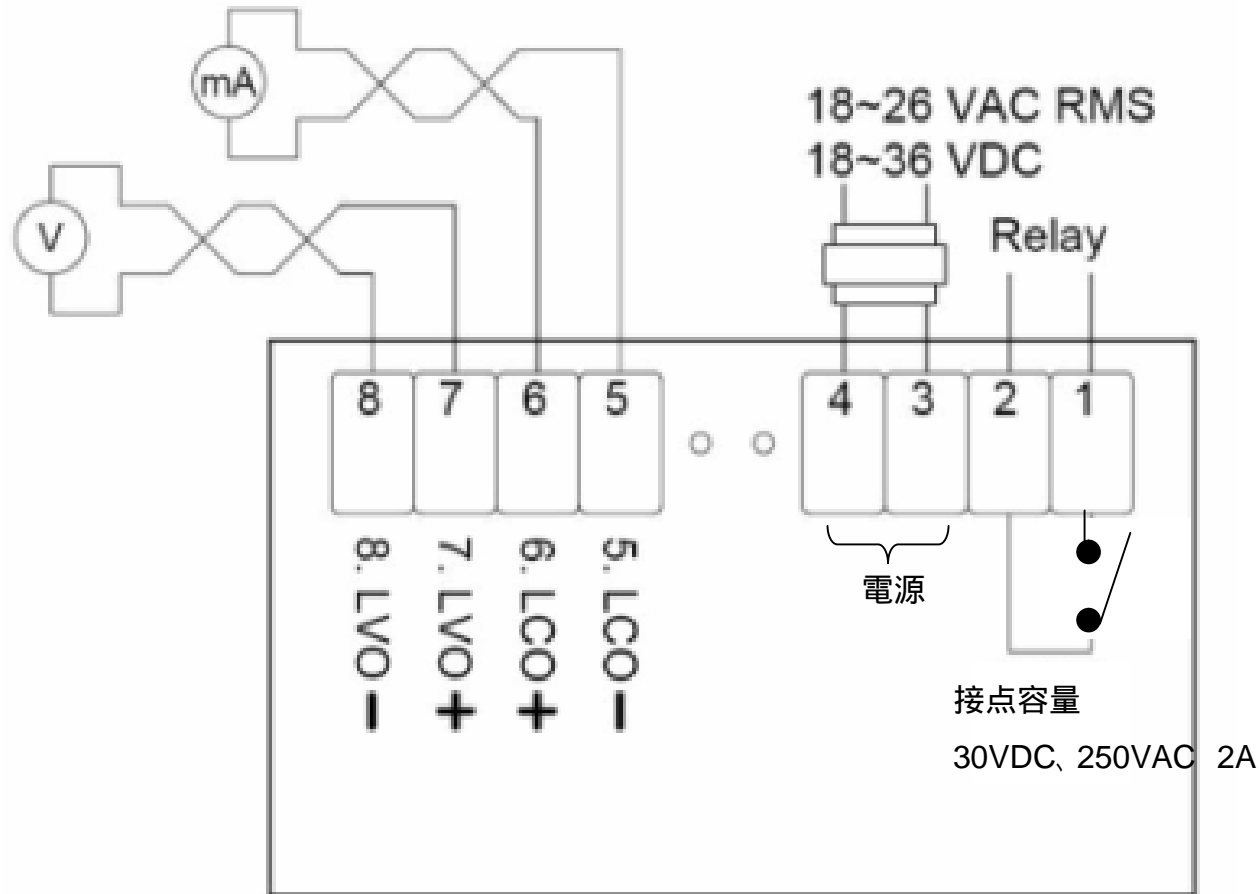 mA
18~26 VAC RMS
18~36 VDC
V
Relay
8 7 6 5 4 3 2 1
8. LVO −
7. LVO +
6. LCO +
5. LCO −
電源
接点容量
30VDC、250VAC 2A